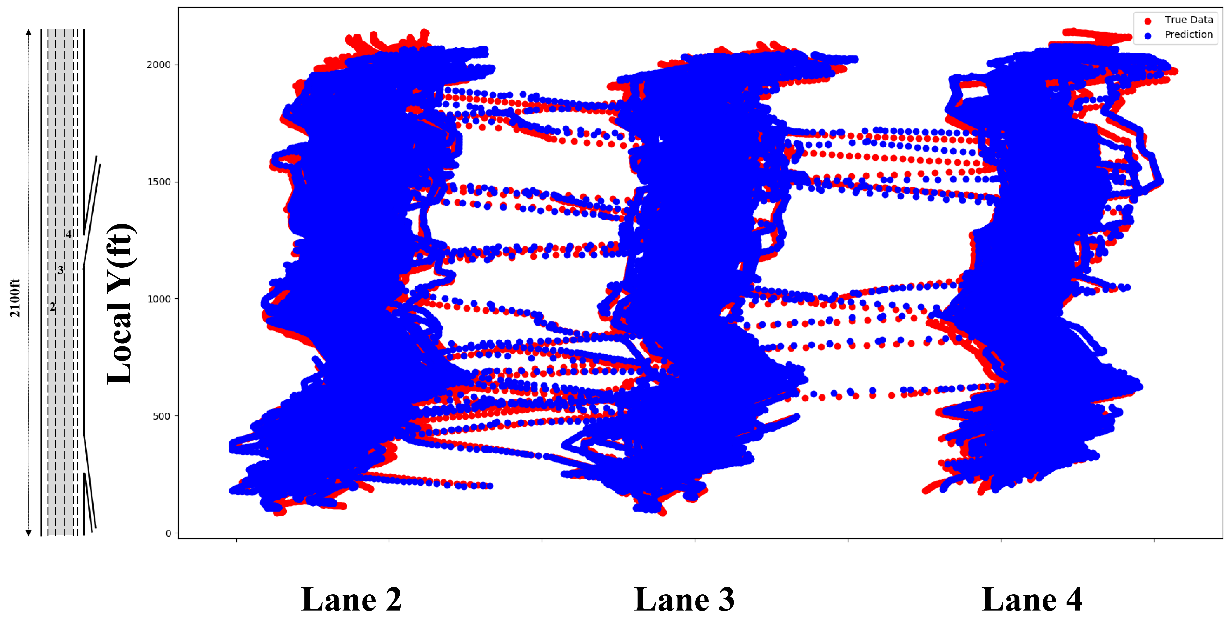 True Data
Prediction
2000
1500
1000
500
0
2100ft
4
3
2
Local Y(ft)
Lane 2 Lane 3 Lane 4